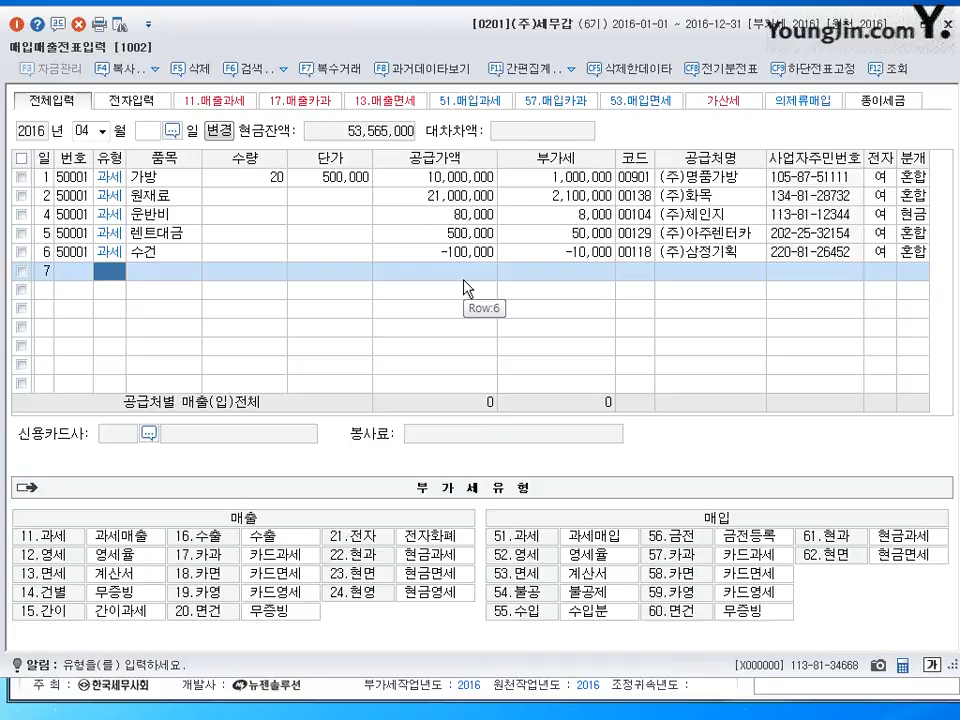 [0201](주)세무갑 (6기) 2016-01-01 ~ 2016-12-31 [부가세 2016] [원천 2016]
YoungJin.com Y.
매입매출전표입력 [1002]
F3 자금관리 F4 복사.. F5 삭제 F6 검색.. F7 복수거래 F8 과거데이타보기 F11 간편집계.. CF5 삭제한데이타 CF8 전기분전표 CF9 하단전표고정 F12 조회
전체입력 전자입력 11.매출과세 17.매출카과 13.매출면세 51.매입과세 57.매입카과 53.매입면세 가산세 의제류매입 종이세금
2016 년 04 월 일 변경 현금잔액: 53,565,000 대차차액:
일 번호 유형 품목 수량 단가 공급가액 부가세 코드 공급처명 사업자주민번호 전자 분개
1 50001 과세 가방 20 500,000 10,000,000 1,000,000 00901 (주)명품가방 105-87-51111 여 혼합
2 50001 과세 원재료 21,000,000 2,100,000 00138 (주)화목 134-81-28732 여 혼합
4 50001 과세 운반비 80,000 8,000 00104 (주)체인지 113-81-12344 여 현금
5 50001 과세 렌트대금 500,000 50,000 00129 (주)아주렌터카 202-25-32154 여 혼합
6 50001 과세 수건 -100,000 -10,000 00118 (주)삼정기획 220-81-26452 여 혼합
7
Row:6
공급처별 매출(입)전체 0 0
신용카드사: 봉사료:
부 가 세 유 형
매출 매입
11.과세 과세매출 16.수출 수출 21.전자 전자화폐 51.과세 과세매입 56.금전 금전등록 61.현과 현금과세
12.영세 영세율 17.카과 카드과세 22.현과 현금과세 52.영세 영세율 57.카과 카드과세 62.현면 현금면세
13.면세 계산서 18.카면 카드면세 23.현면 현금면세 53.면세 계산서 58.카면 카드면세
14.건별 무증빙 19.카영 카드영세 24.현영 현금영세 54.불공 불공제 59.카영 카드영세
15.간이 간이과세 20.면건 무증빙 55.수입 수입분 60.면건 무증빙
알림 : 유형을(를) 입력하세요. [X000000] 113-81-34668 가
주 최 : 한국세무사회 개발사 : 뉴젠솔루션 부가세작업년도 : 2016 원천작업년도 : 2016 조정귀속년도 :